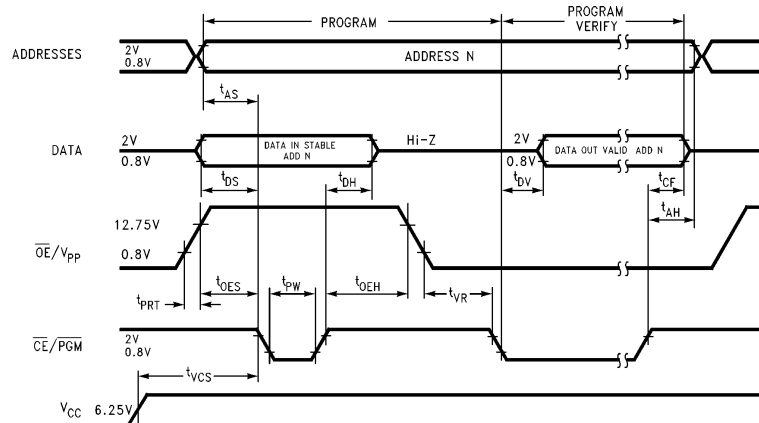 PROGRAM
PROGRAM
VERIFY
ADDRESSES
2V
0.8V
ADDRESS N
tAS
DATA
2V
0.8V
DATA IN STABLE
ADD N
Hi-Z
2V
0.8V
DATA OUT VALID ADD N
tDS
tDH
tDV
tCF
tAH
12.75V
OE/VPP
0.8V
tPRT
tOES
tPW
tOEH
tVR
CE/PGM
2V
0.8V
tVCS
VCC
6.25V